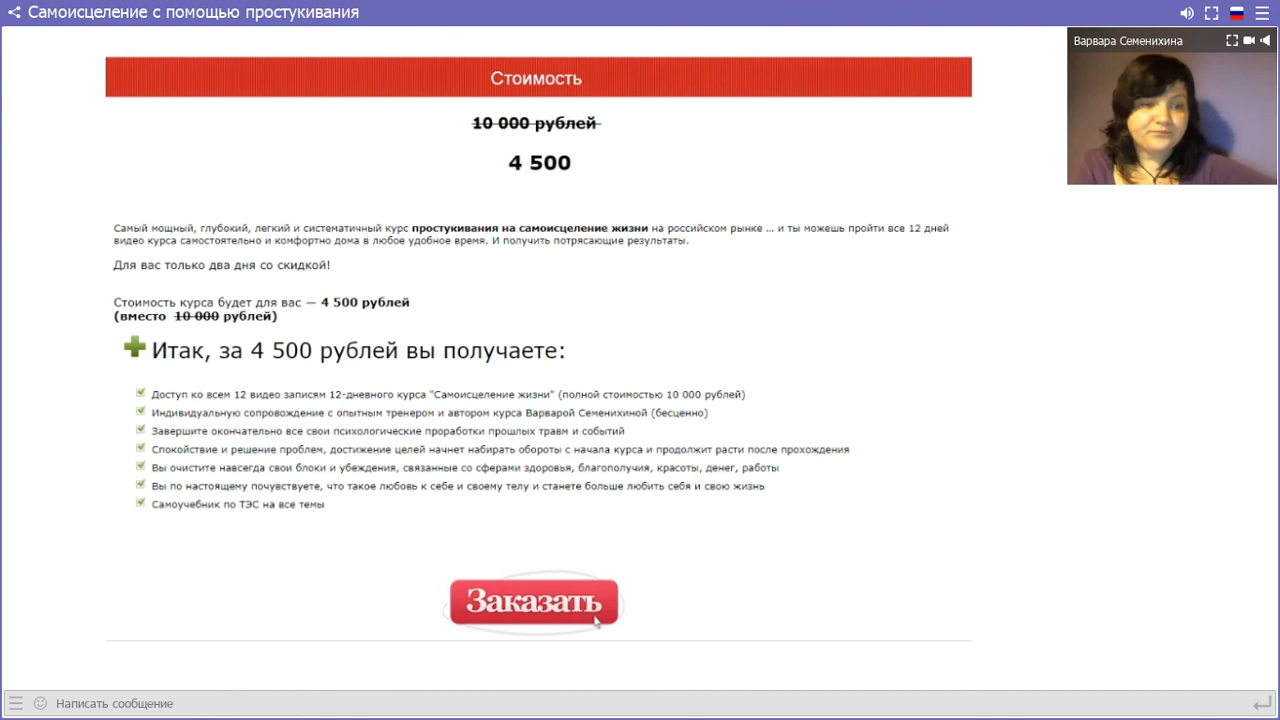 Самоисцеление с помощью простукивания
Варвара Семенихина
Стоимость
10 000 рублей
4 500
Самый мощный, глубокий, легкий и систематичный курс простукивания на самоисцеление жизни на российском рынке ... и ты можешь пройти все 12 дней
видео курса самостоятельно и комфортно дома в любое удобное время. И получить потрясающие результаты.
Для вас только два дня со скидкой!
Стоимость курса будет для вас — 4 500 рублей
(вместо 10 000 рублей)
Итак, за 4 500 рублей вы получаете:
Доступ ко всем 12 видео записям 12-дневного курса "Самоисцеление жизни" (полной стоимостью 10 000 рублей)
Индивидуальную сопровождение с опытным тренером и автором курса Варварой Семенихиной (бесценно)
Завершите окончательно все свои психологические проработки прошлых травм и событий
Спокойствие и решение проблем, достижение целей начнет набирать обороты с начала курса и продолжит расти после прохождения
Вы очистите навсегда свои блоки и убеждения, связанные со сферами здоровья, благополучия, красоты, денег, работы
Вы по настоящему почувствуете, что такое любовь к себе и своему телу и станете больше любить себя и свою жизнь
Самоучебник по ТЭС на все темы
Заказать
Написать сообщение